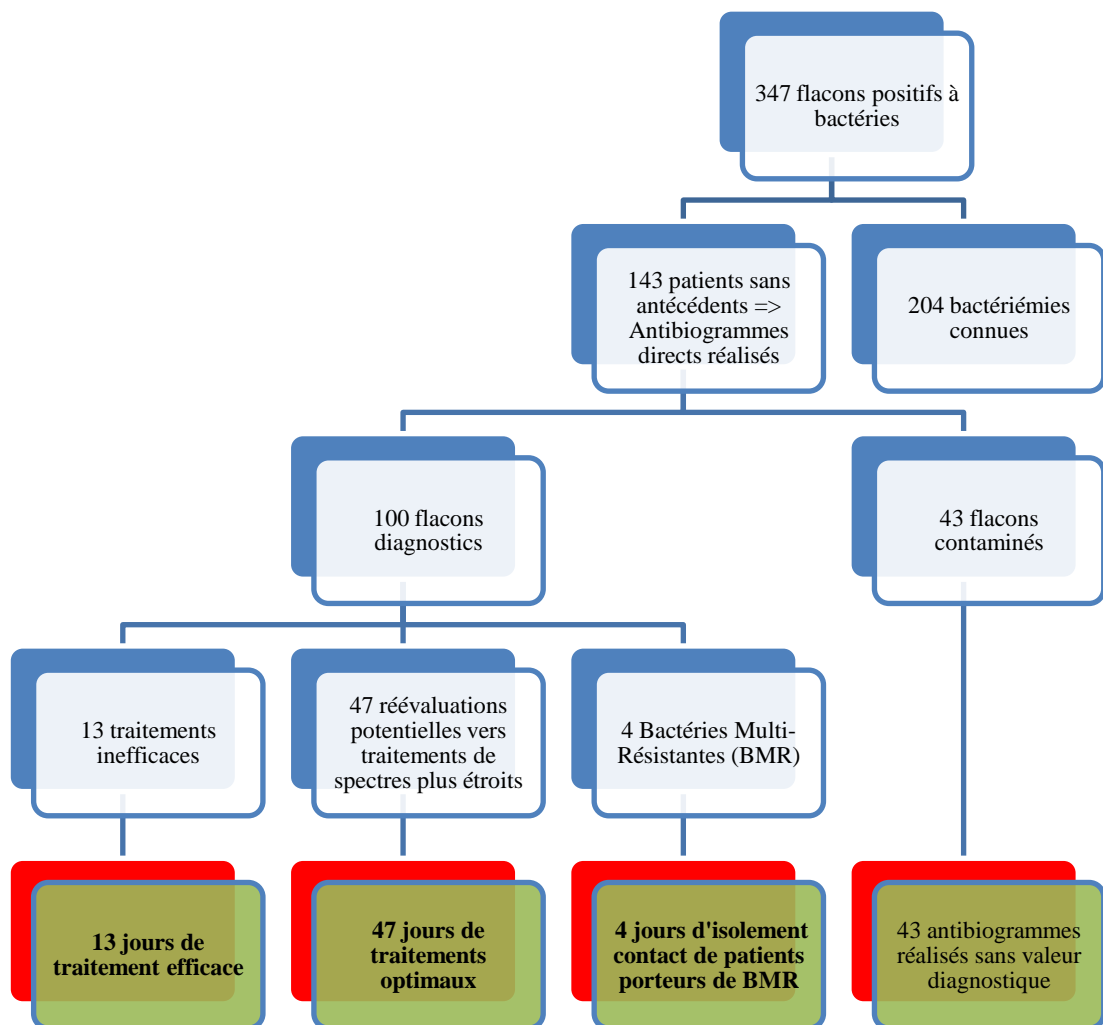 347 flacons positifs à
bactéries
143 patients sans
antécédents =>
Antibiogrammes
directs réalisés
204 bactériémies
connues
100 flacons
diagnostics
43 flacons
contaminés
13 traitements
inefficaces
47 réévaluations
potentielles vers
traitements de
spectres plus étroits
4 Bactéries Multi-
Résistantes (BMR)
13 jours de
traitement efficace
47 jours de
traitements
optimaux
4 jours d'isolement
contact de patients
porteurs de BMR
43 antibiogrammes
réalisés sans valeur
diagnostique